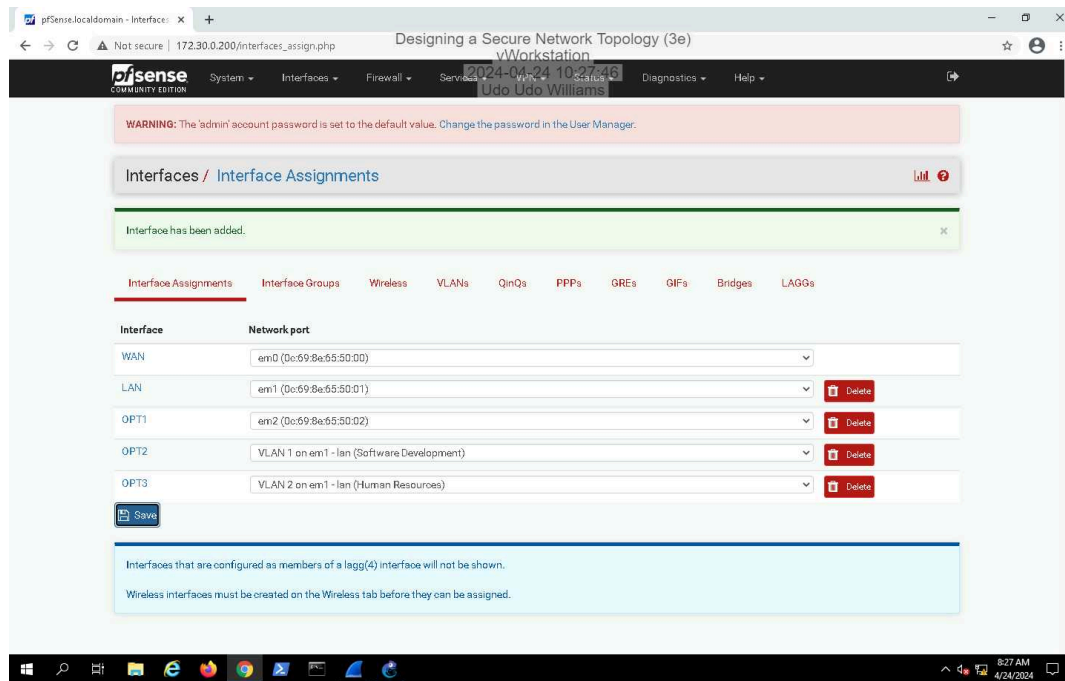 pfSense.localdomain - Interfaces
Not secure | 172.30.0.200/interfaces_assign.php
Designing a Secure Network Topology (3e)
vWorkstation
2024-04-24 10:27:46
Udo Udo Williams
pfsense
COMMUNITY EDITION
System Interfaces Firewall Services VPN Status Diagnostics Help
WARNING: The 'admin' account password is set to the default value. Change the password in the User Manager.
Interfaces / Interface Assignments
Interface has been added.
Interface Assignments Interface Groups Wireless VLANs QinQs PPPs GREs GIFs Bridges LAGGs
Interface Network port
WAN em0 (0c:69:8e:65:50:00)
LAN em1 (0c:69:8e:65:50:01) Delete
OPT1 em2 (0c:69:8e:65:50:02) Delete
OPT2 VLAN 1 on em1 - lan (Software Development) Delete
OPT3 VLAN 2 on em1 - lan (Human Resources) Delete
Save
Interfaces that are configured as members of a lagg(4) interface will not be shown.
Wireless interfaces must be created on the Wireless tab before they can be assigned.
8:27 AM
4/24/2024